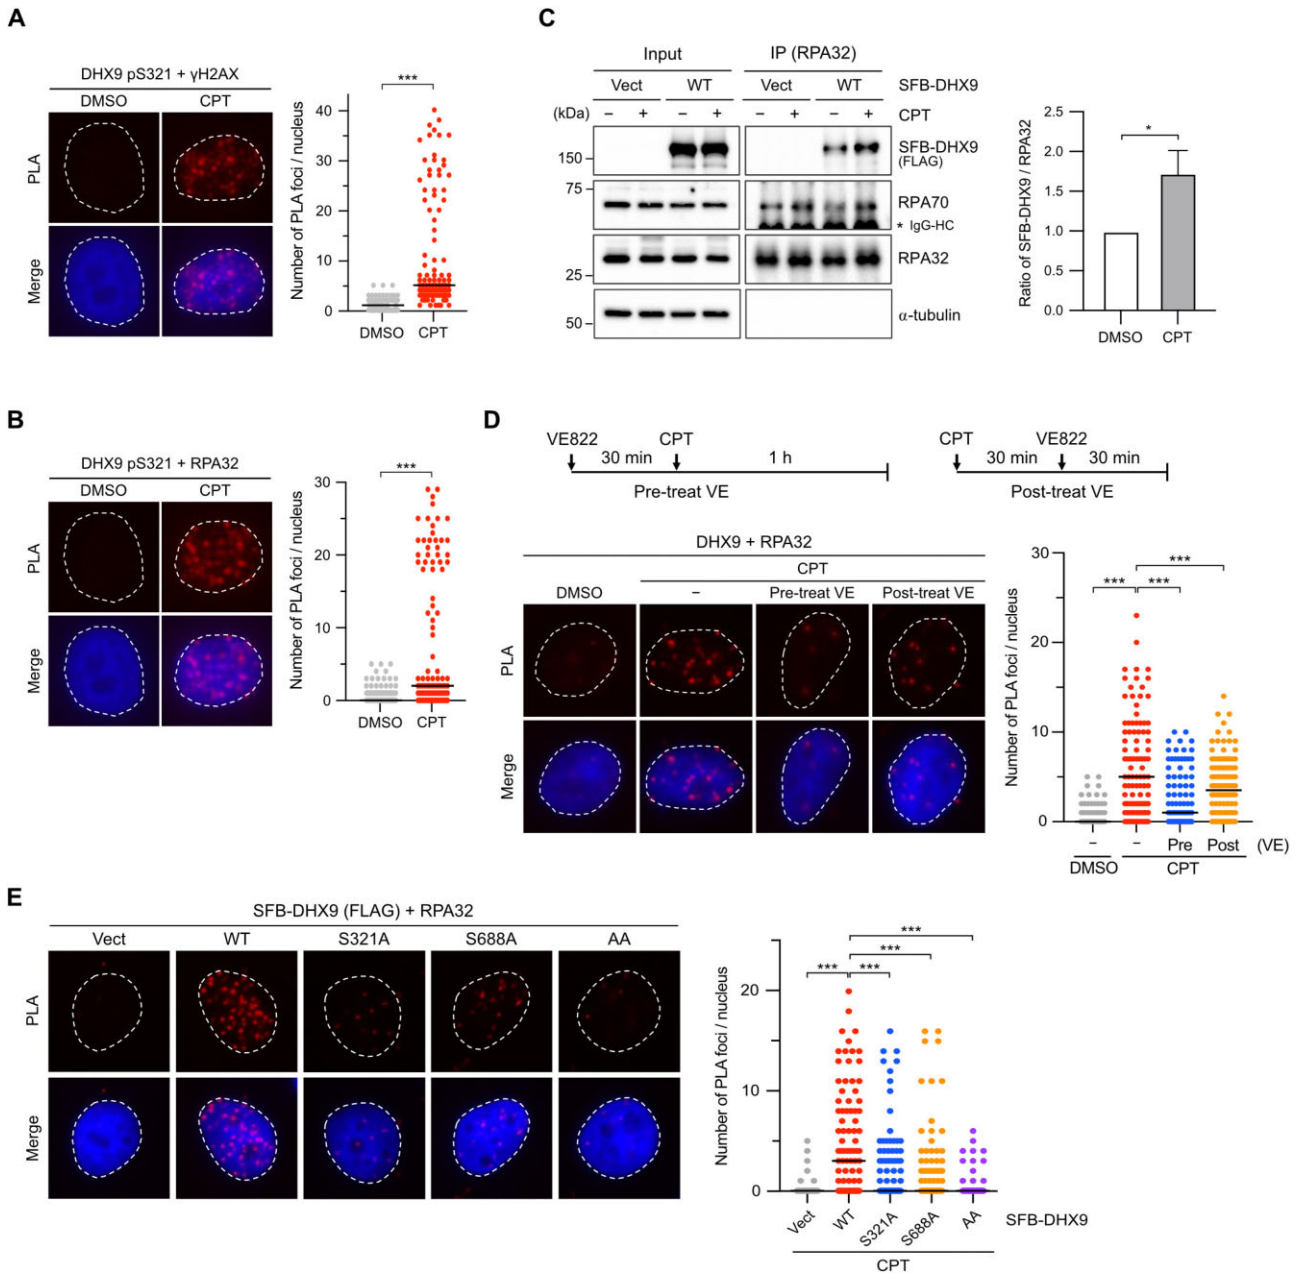 A
DHX9 pS321 + γH2AX
DMSO CPT
PLA
Merge
Number of PLA foci / nucleus
40
30
20
10
0
***
DMSO CPT
B
DHX9 pS321 + RPA32
DMSO CPT
PLA
Merge
Number of PLA foci / nucleus
30
20
10
0
***
DMSO CPT
C
Input IP (RPA32)
Vect WT Vect WT SFB-DHX9
(kDa) – + – + – + – + CPT
150 SFB-DHX9
(FLAG)
75 RPA70
* IgG-HC
RPA32
25
50 α-tubulin
Ratio of SFB-DHX9 / RPA32
2.5
2.0
1.5
1.0
0.5
0.0
*
DMSO CPT
D
VE822 CPT
30 min 1 h
Pre-treat VE
CPT VE822
30 min 30 min
Post-treat VE
DHX9 + RPA32
CPT
DMSO – Pre-treat VE Post-treat VE
PLA
Merge
Number of PLA foci / nucleus
30
20
10
0
***
*** ***
– – Pre Post (VE)
DMSO CPT
E
SFB-DHX9 (FLAG) + RPA32
Vect WT S321A S688A AA
PLA
Merge
Number of PLA foci / nucleus
20
10
0
***
***
*** ***
Vect WT S321A S688A AA SFB-DHX9
CPT